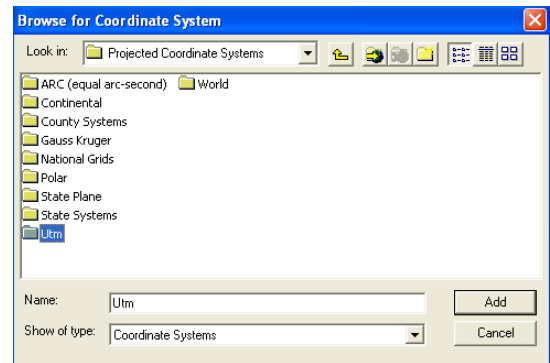 Browse for Coordinate System
Look in: Projected Coordinate Systems
ARC (equal arc-second) World
Continental
County Systems
Gauss Kruger
National Grids
Polar
State Plane
State Systems
Utm
Name: Utm Add
Show of type: Coordinate Systems Cancel